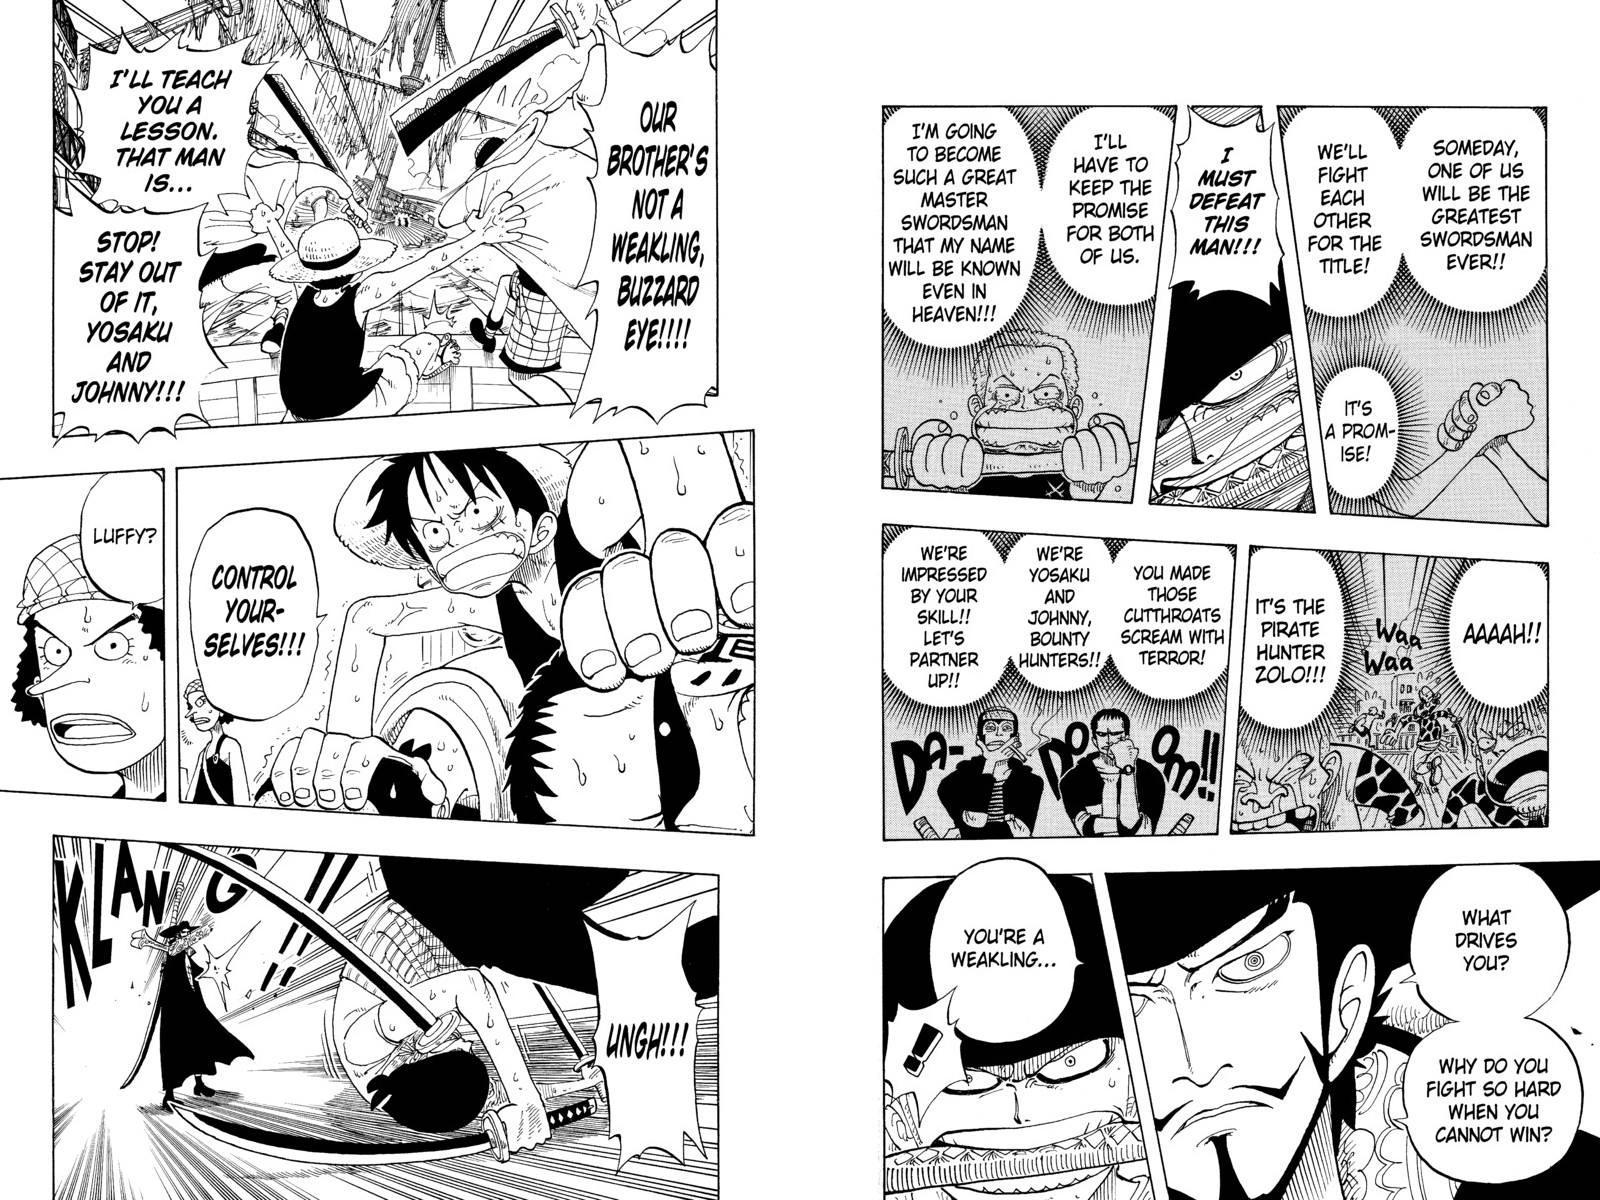 SOMEDAY,
ONE OF US
WILL BE THE
GREATEST
SWORDSMAN
EVER!!
WE'LL
FIGHT
EACH
OTHER
FOR THE
TITLE!
IT'S
A PROM-
ISE!
I
MUST
DEFEAT
THIS
MAN!!!
I'LL
HAVE TO
KEEP THE
PROMISE
FOR BOTH
OF US.
I'M GOING
TO BECOME
SUCH A GREAT
MASTER
SWORDSMAN
THAT MY NAME
WILL BE KNOWN
EVEN IN
HEAVEN!!!
AAAAH!!
Waa
Waa
IT'S THE
PIRATE
HUNTER
ZOLO!!!
YOU MADE
THOSE
CUTTHROATS
SCREAM WITH
TERROR!
WE'RE
YOSAKU
AND
JOHNNY,
BOUNTY
HUNTERS!!
WE'RE
IMPRESSED
BY YOUR
SKILL!!
LET'S
PARTNER
UP!!
DA-
DOOM!!
WHAT
DRIVES
YOU?
WHY DO YOU
FIGHT SO HARD
WHEN YOU
CANNOT WIN?
YOU'RE A
WEAKLING...
!
OUR
BROTHER'S
NOT A
WEAKLING,
BUZZARD
EYE!!!!
I'LL TEACH
YOU A
LESSON.
THAT MAN
IS...
STOP!
STAY OUT
OF IT,
YOSAKU
AND
JOHNNY!!!
CONTROL
YOUR-
SELVES!!!
LUFFY?
UNGH!!!
KLANG!!